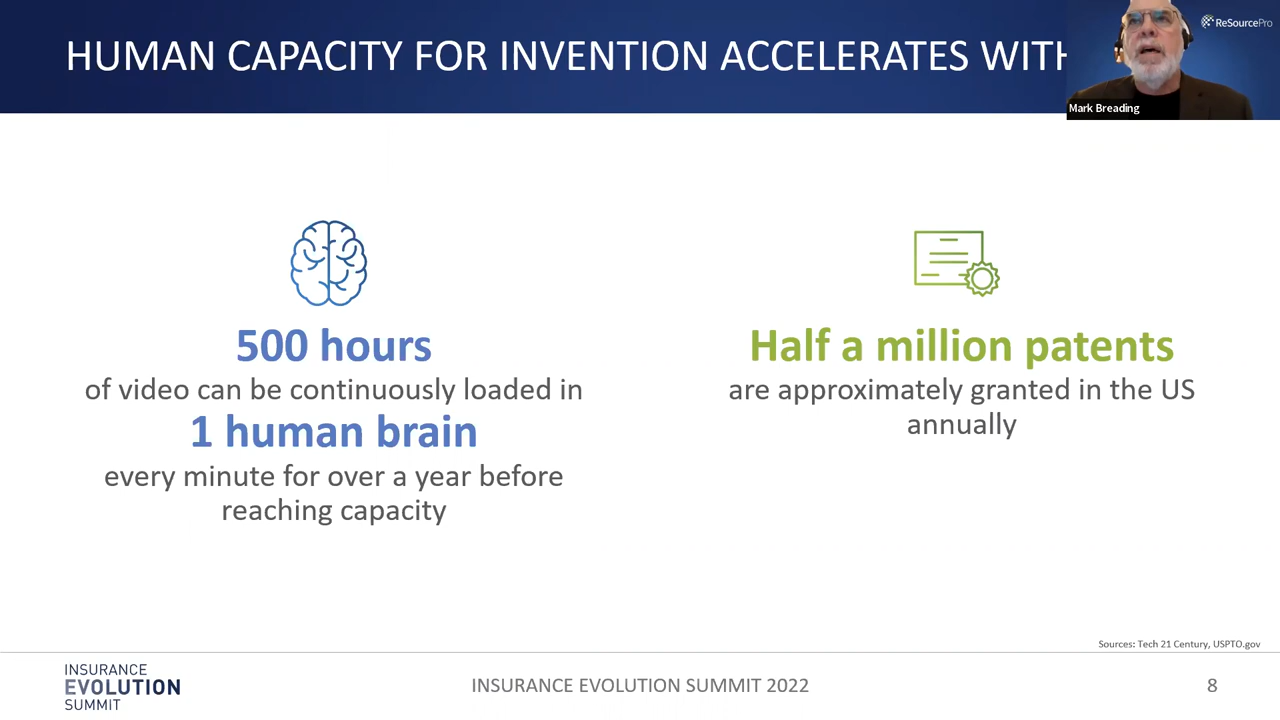 HUMAN CAPACITY FOR INVENTION ACCELERATES WITH
ReSourcePro
Mark Breading
500 hours
of video can be continuously loaded in
1 human brain
every minute for over a year before
reaching capacity
Half a million patents
are approximately granted in the US
annually
Sources: Tech 21 Century, USPTO.gov
INSURANCE
EVOLUTION
SUMMIT
INSURANCE EVOLUTION SUMMIT 2022
8